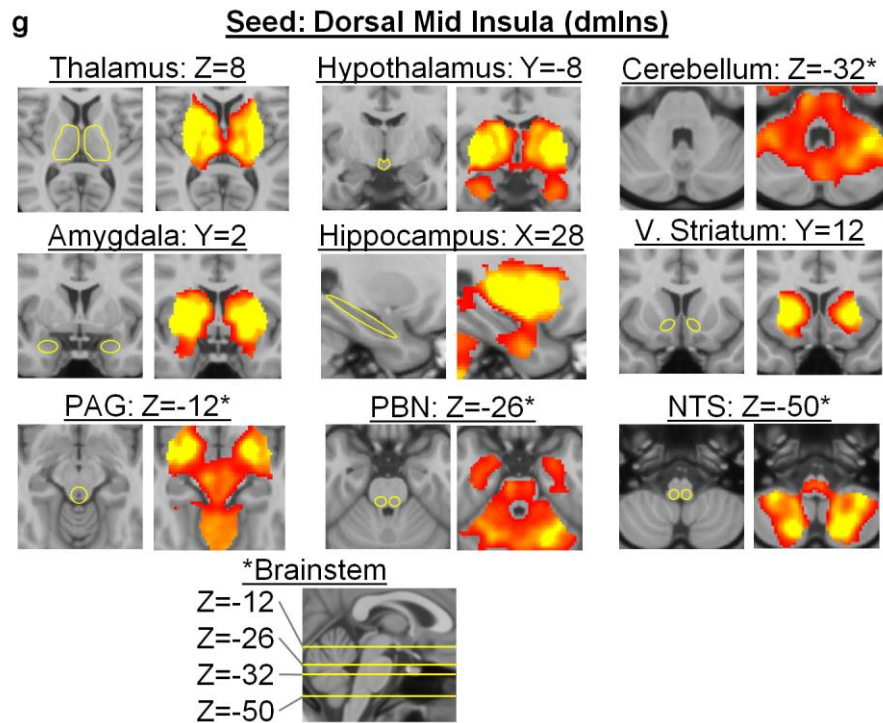 g
Seed: Dorsal Mid Insula (dmIns)
Thalamus: Z=8
Hypothalamus: Y=-8
Cerebellum: Z=-32*
Amygdala: Y=2
Hippocampus: X=28
V. Striatum: Y=12
PAG: Z=-12*
PBN: Z=-26*
NTS: Z=-50*
*Brainstem
Z=-12
Z=-26
Z=-32
Z=-50